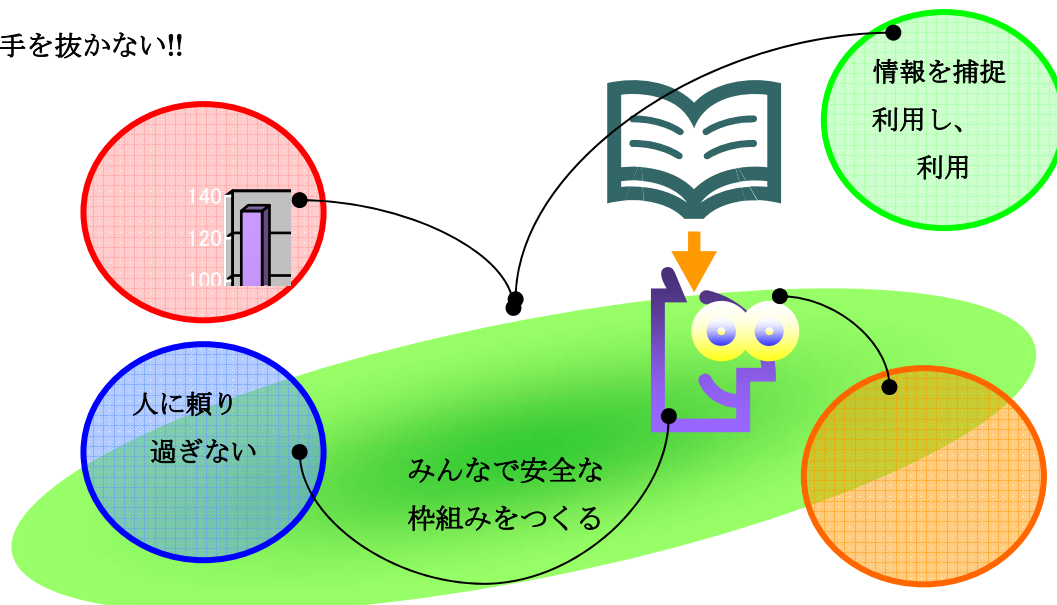 手を抜かない!!
情報を捕捉
利用し、
利用
140
120
100
人に頼り
過ぎない
みんなで安全な
枠組みをつくる